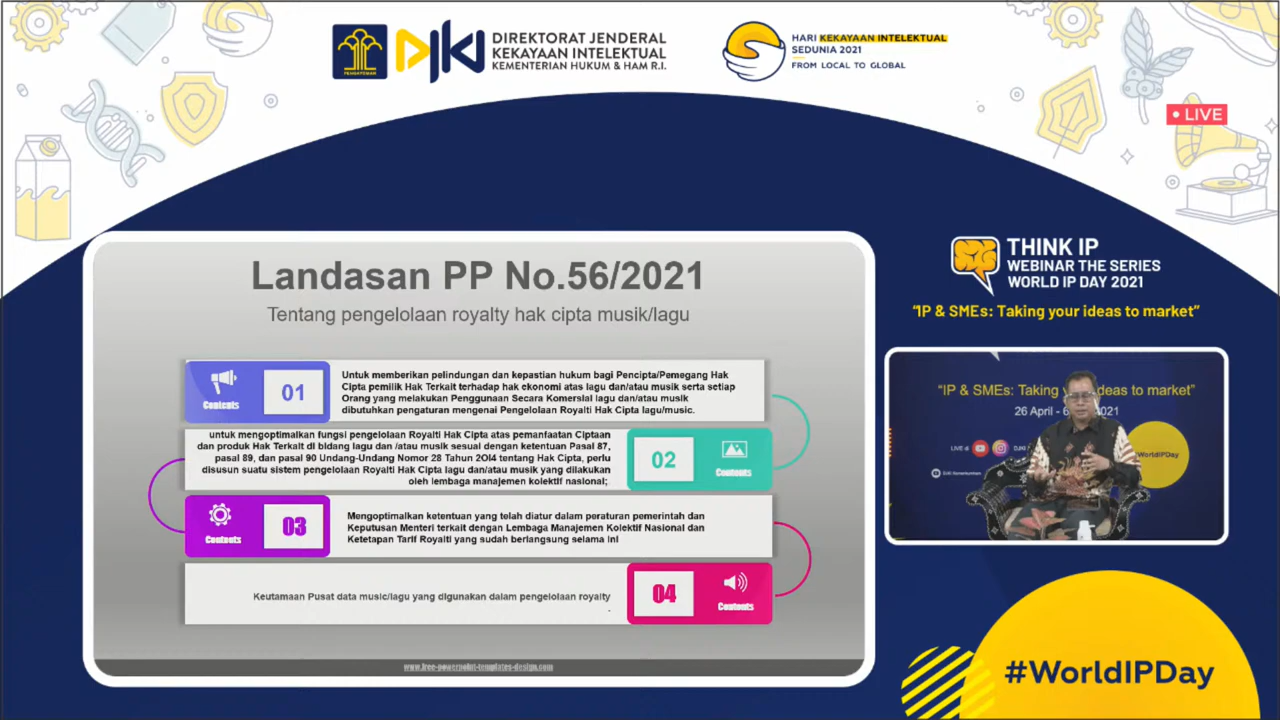 PENGAYOMAN
DJKI
DIREKTORAT JENDERAL
KEKAYAAN INTELEKTUAL
KEMENTERIAN HUKUM & HAM R.I.
HARI KEKAYAAN INTELEKTUAL
SEDUNIA 2021
FROM LOCAL TO GLOBAL
• LIVE
Landasan PP No.56/2021
Tentang pengelolaan royalty hak cipta musik/lagu
Contents
01
Untuk memberikan pelindungan dan kepastian hukum bagi Pencipta/Pemegang Hak
Cipta pemilik Hak Terkait terhadap hak ekonomi atas lagu dan/atau musik serta setiap
Orang yang melakukan Penggunaan Secara Komersial lagu dan/atau musik
dibutuhkan pengaturan mengenai Pengelolaan Royalti Hak Cipta lagu/music.
untuk mengoptimalkan fungsi pengelolaan Royalti Hak Cipta atas pemanfaatan Ciptaan
dan produk Hak Terkait di bidang lagu dan /atau musik sesuai dengan ketentuan Pasal 87,
pasal 89, dan pasal 90 Undang-Undang Nomor 28 Tahun 2OI4 tentang Hak Cipta, perlu
disusun suatu sistem pengelolaan Royalti Hak Cipta lagu dan/atau musik yang dilakukan
oleh lembaga manajemen kolektif nasional;
02
Contents
Contents
03
Mengoptimalkan ketentuan yang telah diatur dalam peraturan pemerintah dan
Keputusan Menteri terkait dengan Lembaga Manajemen Kolektif Nasional dan
Ketetapan Tarif Royalti yang sudah berlangsung selama ini
Keutamaan Pusat data music/lagu yang digunakan dalam pengelolaan royalty
.
04
Contents
www.free-powerpoint-templates-design.com
THINK IP
WEBINAR THE SERIES
WORLD IP DAY 2021
"IP & SMEs: Taking your ideas to market"
"IP & SMEs: Taking ideas to market"
26 April - 2021
LIVE di DJKI
WorldIPDay
#WorldIPDay